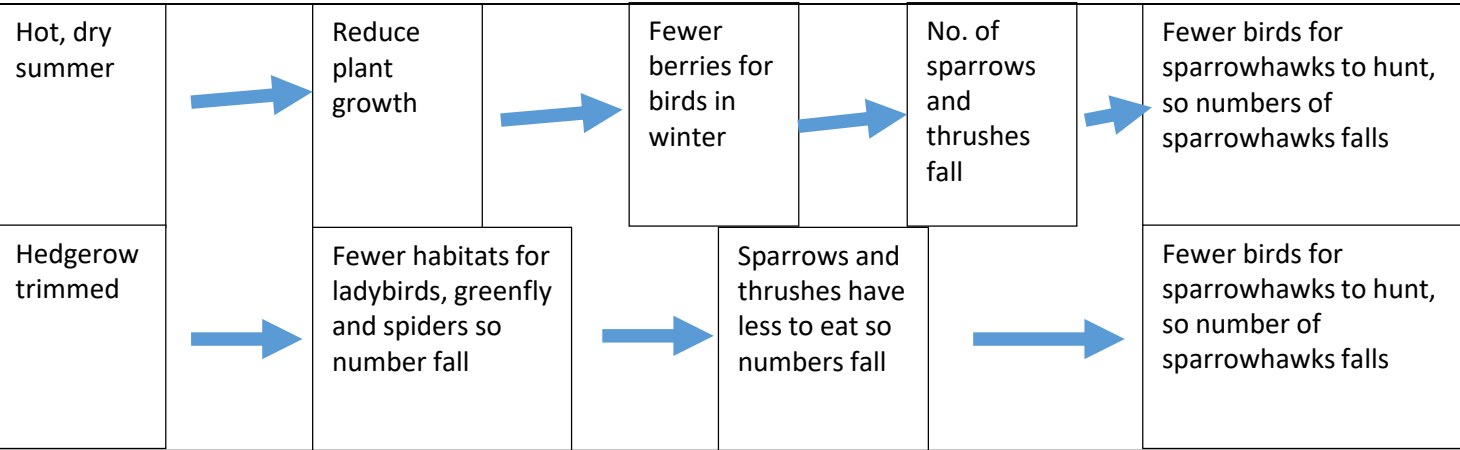 Hot, dry
summer
Reduce
plant
growth
Fewer
berries for
birds in
winter
No. of
sparrows
and
thrushes
fall
Fewer birds for
sparrowhawks to hunt,
so numbers of
sparrowhawks falls
Hedgerow
trimmed
Fewer habitats for
ladybirds, greenfly
and spiders so
number fall
Sparrows and
thrushes have
less to eat so
numbers fall
Fewer birds for
sparrowhawks to hunt,
so number of
sparrowhawks falls